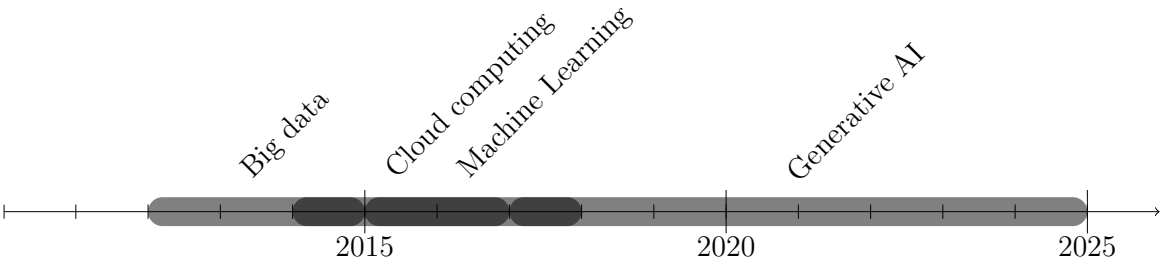 Big data
Cloud computing
Machine Learning
Generative AI
2015
2020
2025